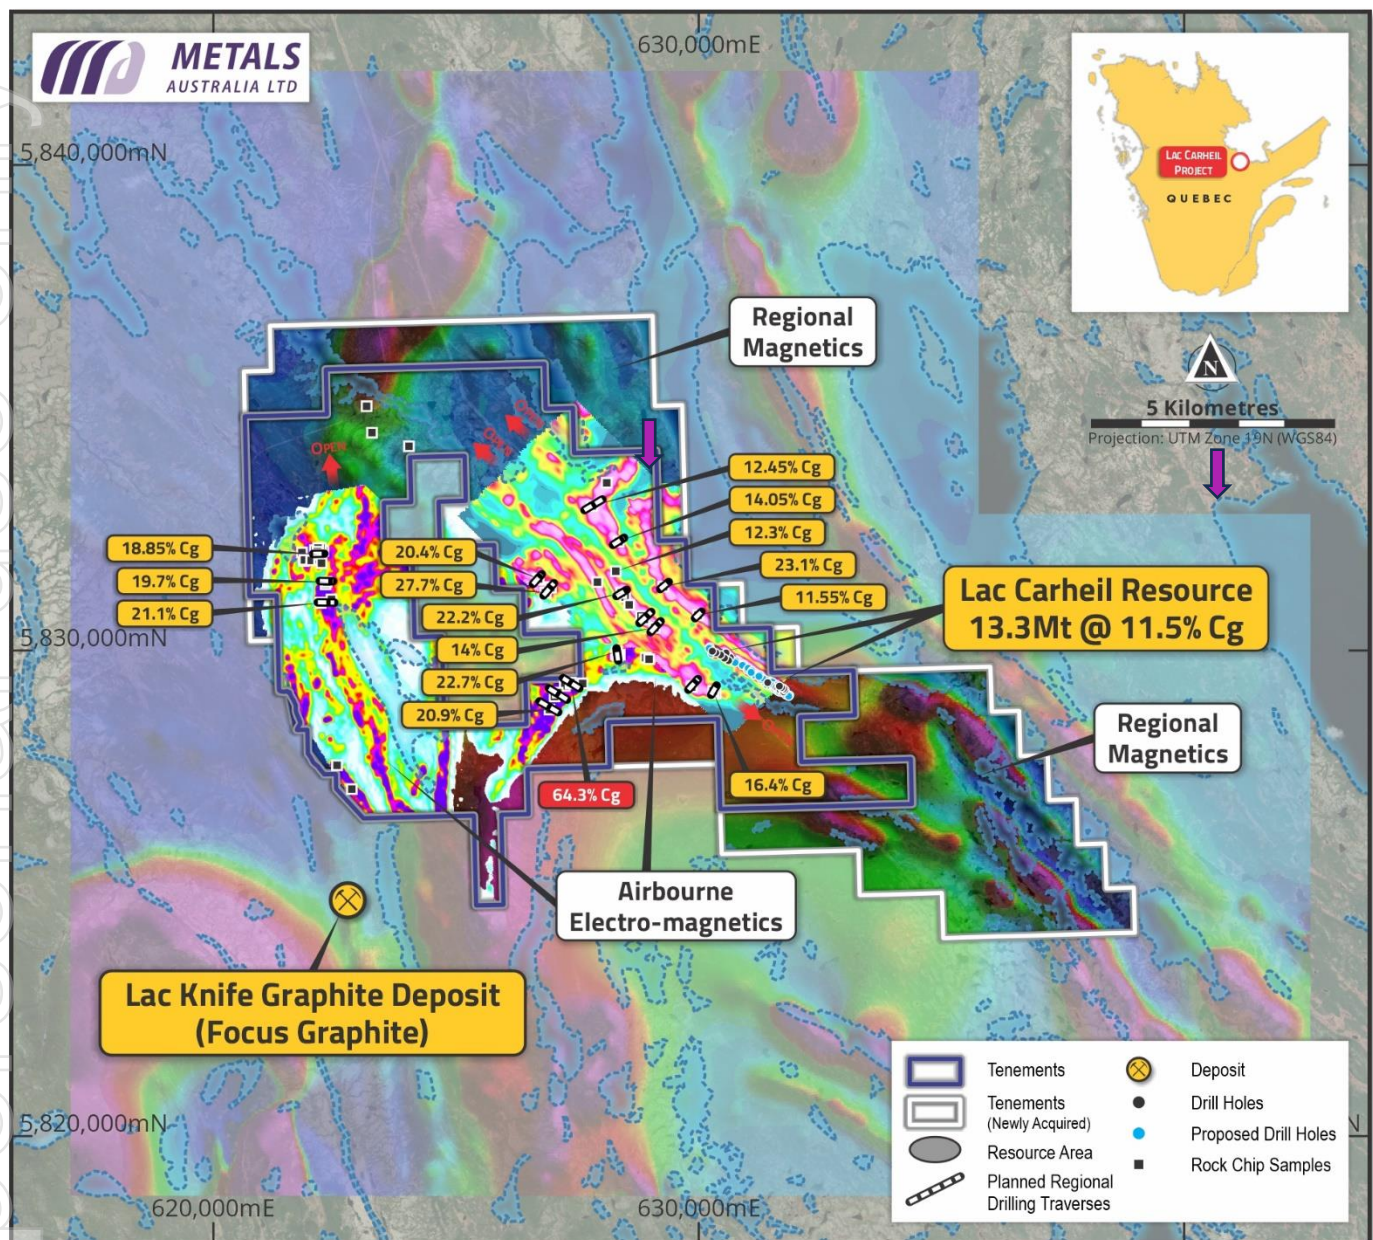 METALS
AUSTRALIA LTD
630,000mE
5,840,000mN
LAC CARHEIL
PROJECT
QUEBEC
Regional
Magnetics
N
5 Kilometres
Projection: UTM Zone 19N (WGS84)
OPEN
OPEN
OPEN
12.45% Cg
14.05% Cg
12.3% Cg
23.1% Cg
11.55% Cg
18.85% Cg
19.7% Cg
21.1% Cg
20.4% Cg
27.7% Cg
22.2% Cg
14% Cg
22.7% Cg
20.9% Cg
5,830,000mN
Lac Carheil Resource
13.3Mt @ 11.5% Cg
Regional
Magnetics
16.4% Cg
64.3% Cg
Airbourne
Electro-magnetics
Lac Knife Graphite Deposit
(Focus Graphite)
Tenements
Tenements
(Newly Acquired)
Resource Area
Planned Regional
Drilling Traverses
Deposit
Drill Holes
Proposed Drill Holes
Rock Chip Samples
5,820,000mN
N
620,000mE
630,000mE